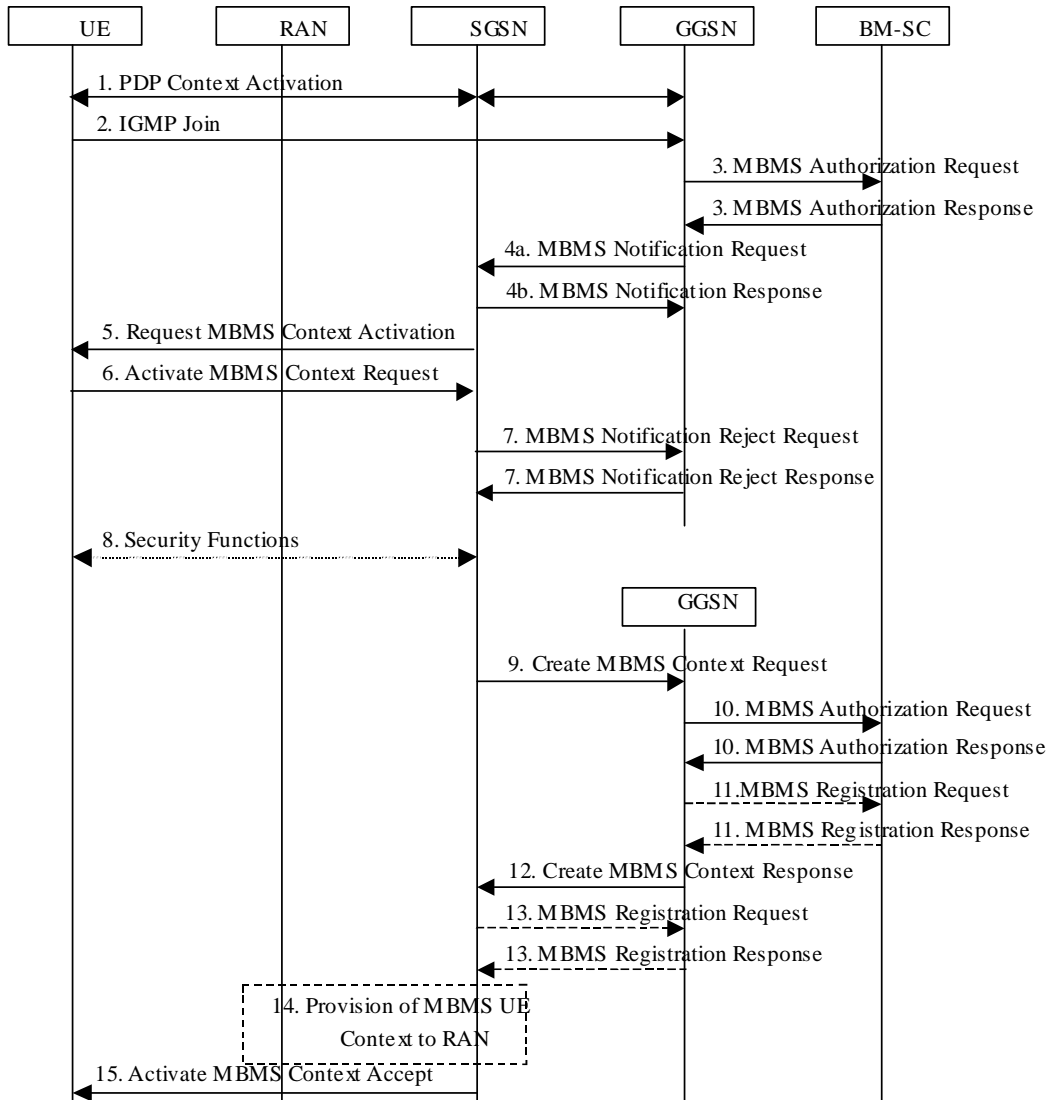 UE RAN SGSN GGSN BM-SC
1. PDP Context Activation
2. IGMP Join
3. MBMS Authorization Request
3. MBMS Authorization Response
4a. MBMS Notification Request
4b. MBMS Notification Response
5. Request MBMS Context Activation
6. Activate MBMS Context Request
7. MBMS Notification Reject Request
7. MBMS Notification Reject Response
8. Security Functions
GGSN
9. Create MBMS Context Request
10. MBMS Authorization Request
10. MBMS Authorization Response
11.MBMS Registration Request
11. MBMS Registration Response
12. Create MBMS Context Response
13. MBMS Registration Request
13. MBMS Registration Response
14. Provision of MBMS UE
Context to RAN
15. Activate MBMS Context Accept